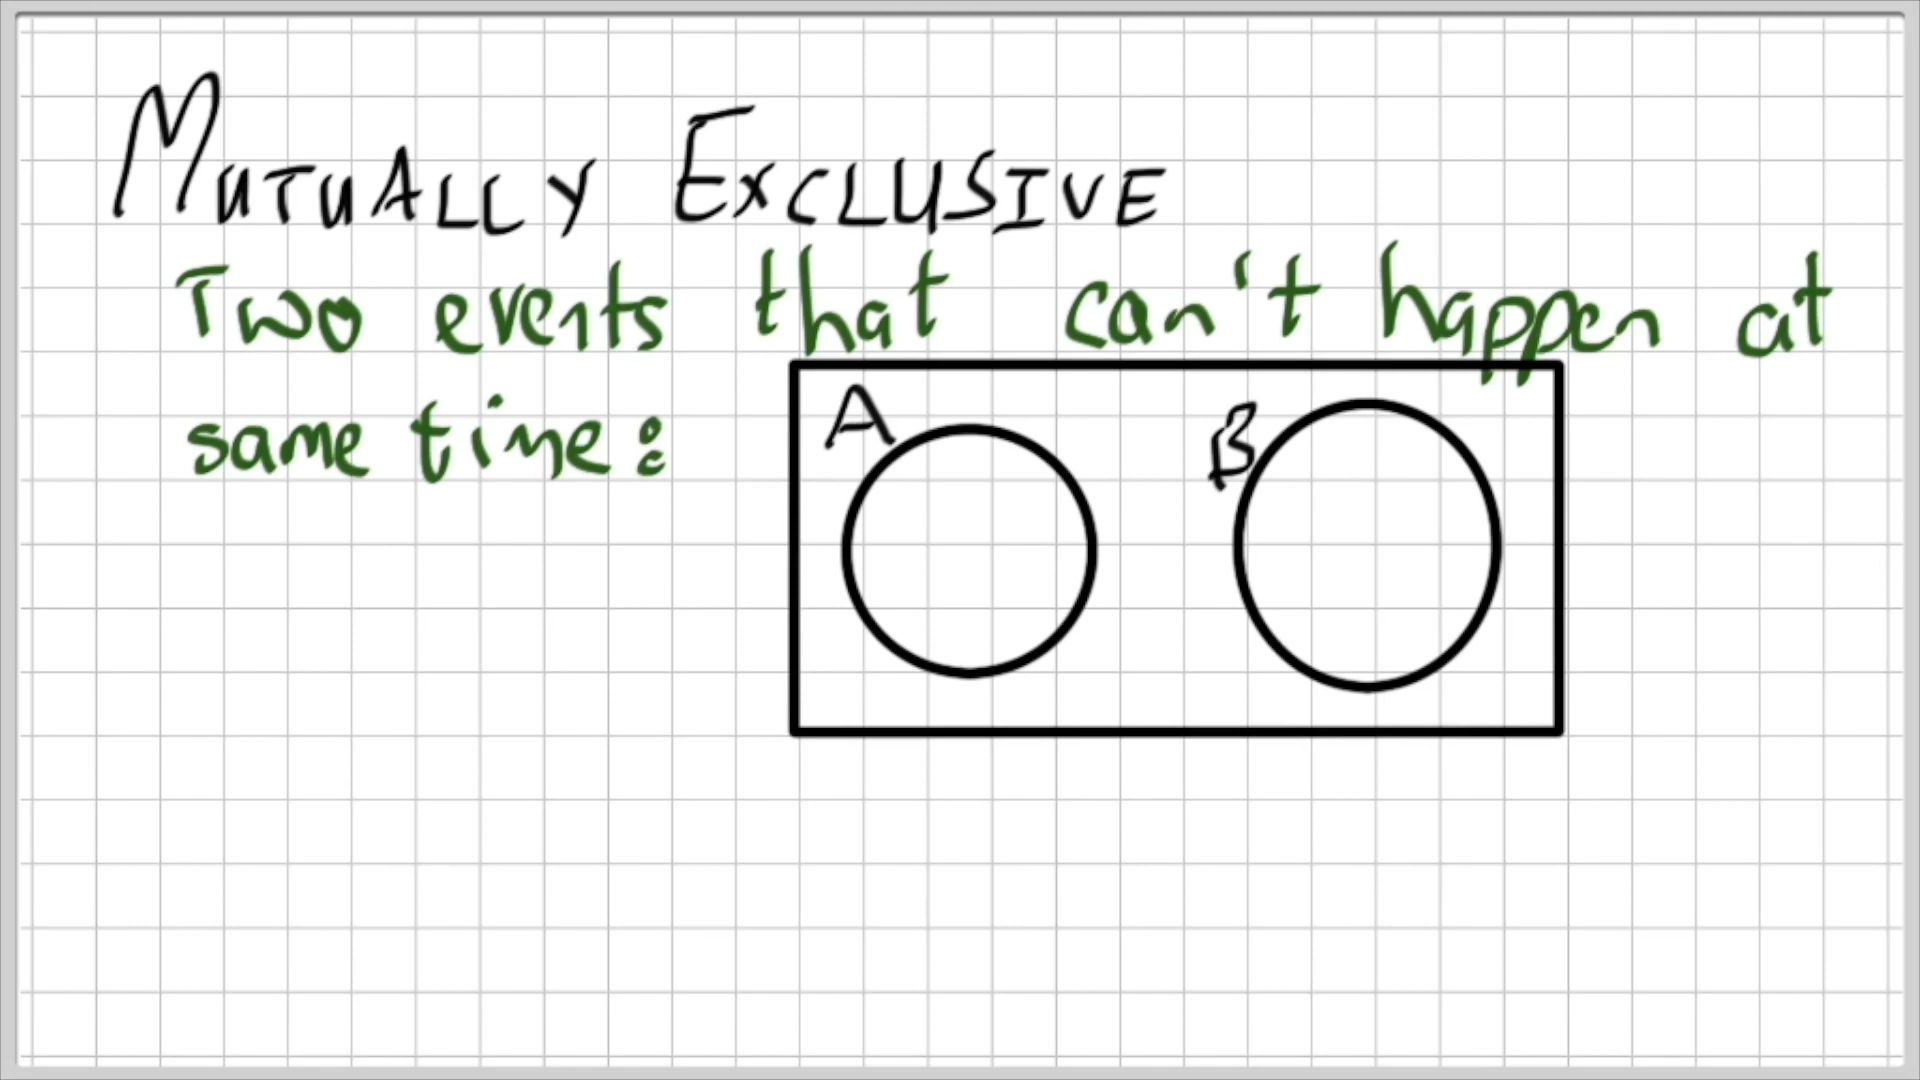 MUTUALLY EXCLUSIVE
Two events that can't happen at
same time:
A
B